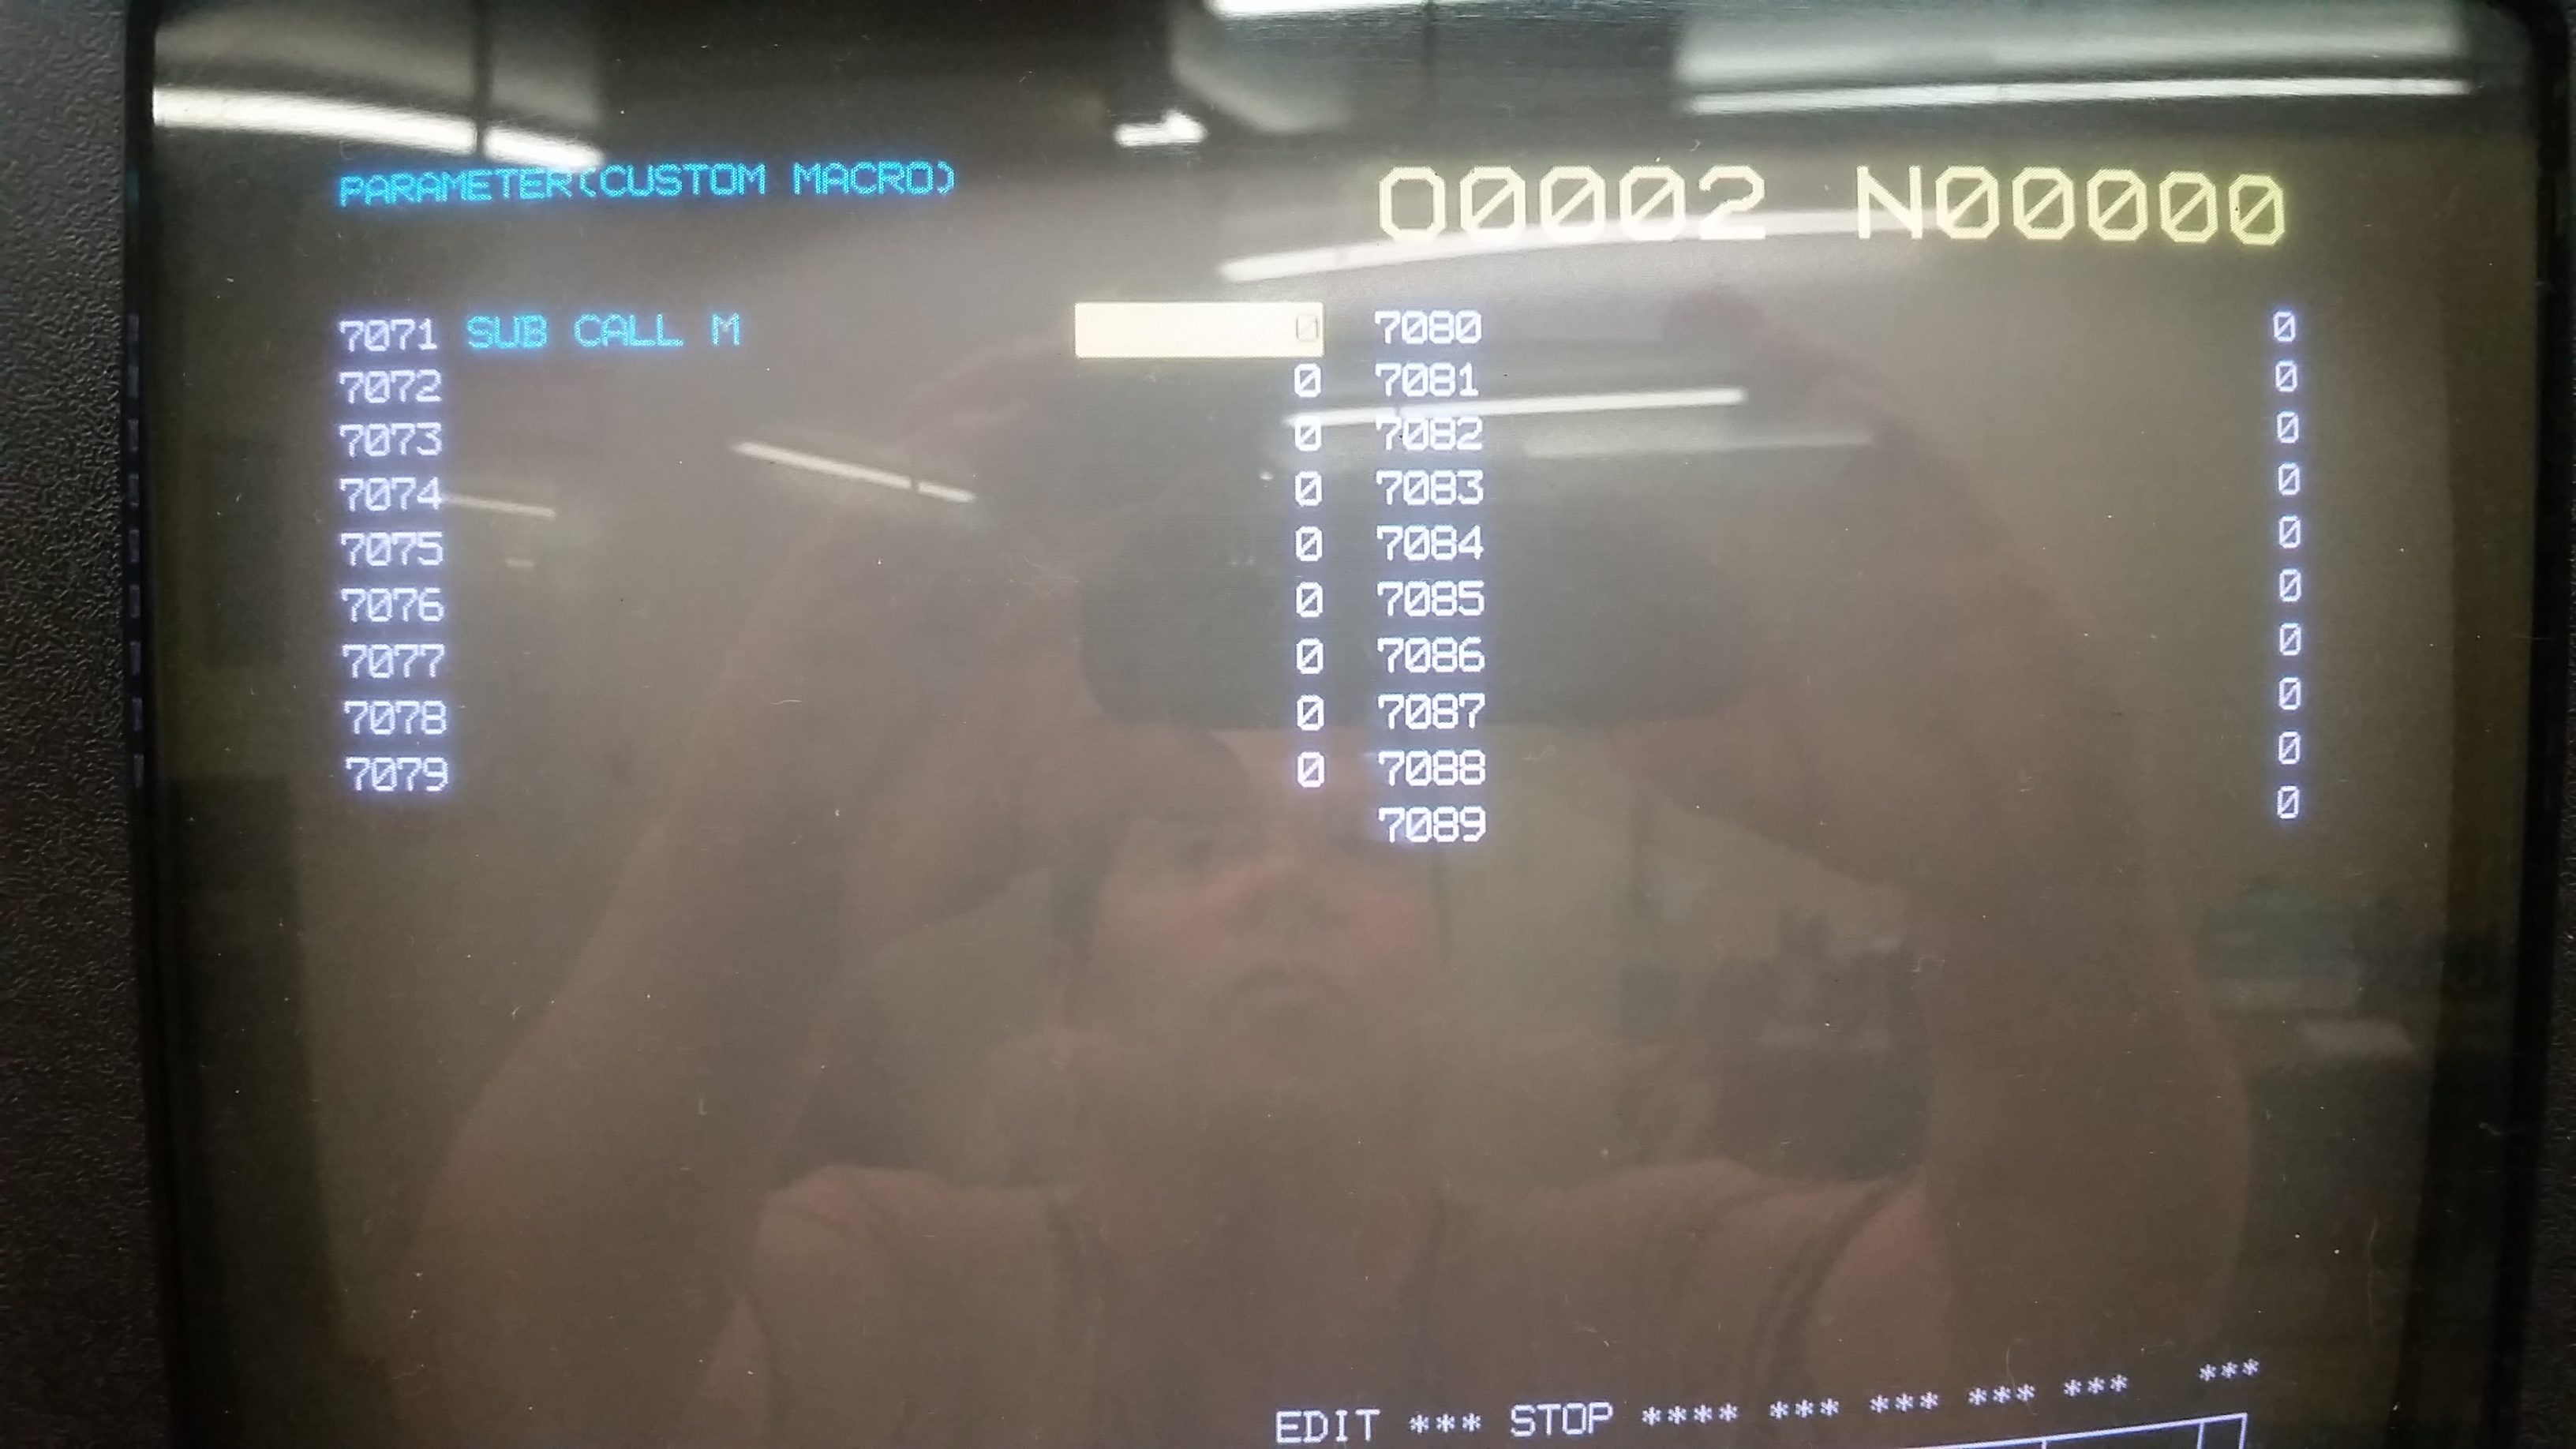 PARAMETER(CUSTOM MACRO) O0002 N00000
7071 SUB CALL M 0 7080 0
7072 0 7081 0
7073 0 7082 0
7074 0 7083 0
7075 0 7084 0
7076 0 7085 0
7077 0 7086 0
7078 0 7087 0
7079 0 7088 0
7089 0
EDIT *** STOP **** *** *** *** *** ***